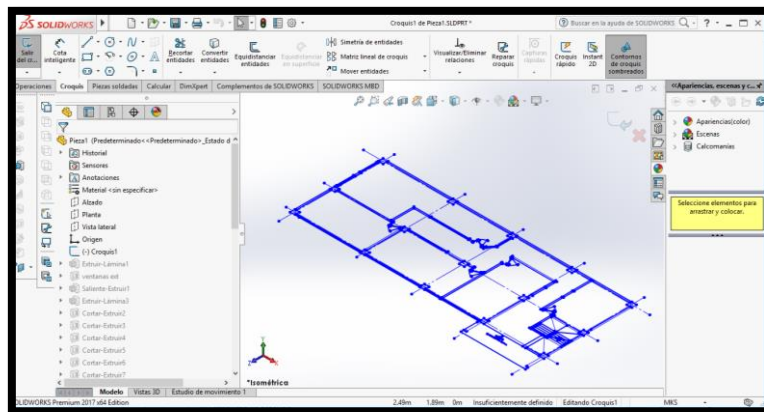 SOLIDWORKS
Croquis1 de Pieza1.SLDPRT *
Buscar en la ayuda de SOLIDWORKS
Salir del cr...
Cota inteligente
Recortar entidades
Convertir entidades
Equidistanciar entidades
Equidistanciar en superficie
Simetría de entidades
Matriz lineal de croquis
Mover entidades
Visualizar/Eliminar relaciones
Reparar croquis
Capturas rápidas
Croquis rápido
Instant 2D
Contornos de croquis sombreados
Operaciones
Croquis
Piezas soldadas
Calcular
DimXpert
Complementos de SOLIDWORKS
SOLIDWORKS MBD
Pieza1 (Predeterminado<<Predeterminado>_Estado d
Historial
Sensores
Anotaciones
Material <sin especificar>
Alzado
Planta
Vista lateral
Origen
(-) Croquis1
Extruir-Lámina1
ventanas ext
Saliente-Extruir1
Extruir-Lámina3
Cortar-Extruir2
Cortar-Extruir3
Cortar-Extruir4
Cortar-Extruir5
Cortar-Extruir6
Cortar-Extruir7
*Isométrica
Apariencias, escenas y c...
Apariencias(color)
Escenas
Calcomanías
Seleccione elementos para
arrastrar y colocar.
Modelo
Vistas 3D
Estudio de movimiento 1
SOLIDWORKS Premium 2017 x64 Edition
2.49m
1.89m
0m
Insuficientemente definido
Editando Croquis1
MKS